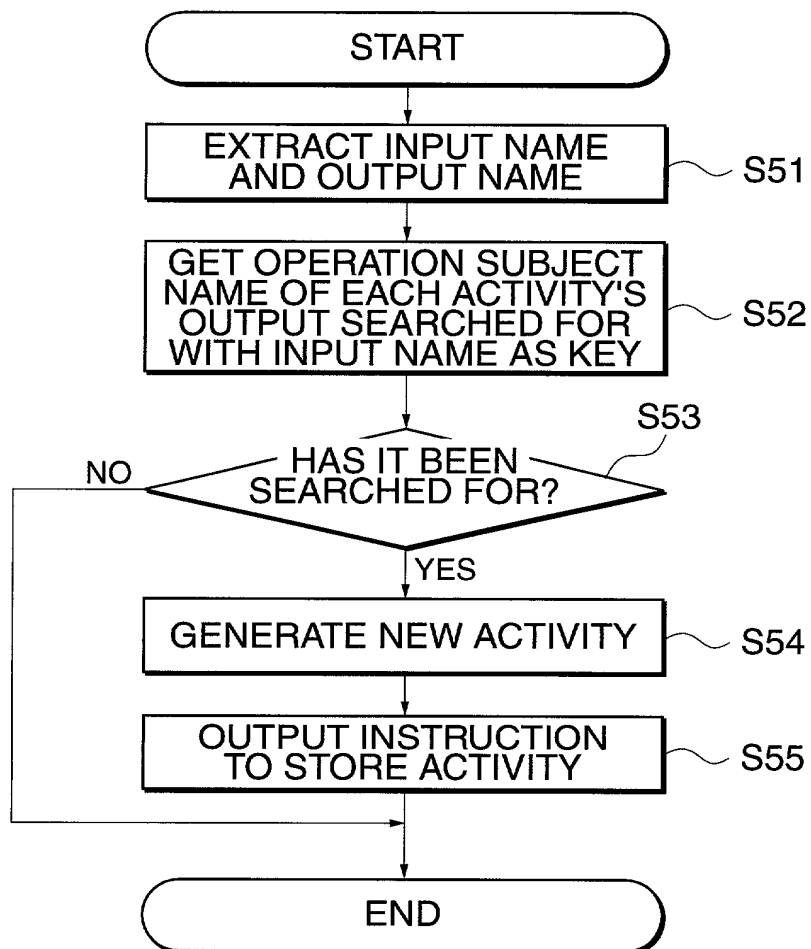 START
EXTRACT INPUT NAME
AND OUTPUT NAME
S51
GET OPERATION SUBJECT
NAME OF EACH ACTIVITY'S
OUTPUT SEARCHED FOR
WITH INPUT NAME AS KEY
S52
S53
HAS IT BEEN
SEARCHED FOR?
NO
YES
GENERATE NEW ACTIVITY
S54
OUTPUT INSTRUCTION
TO STORE ACTIVITY
S55
END